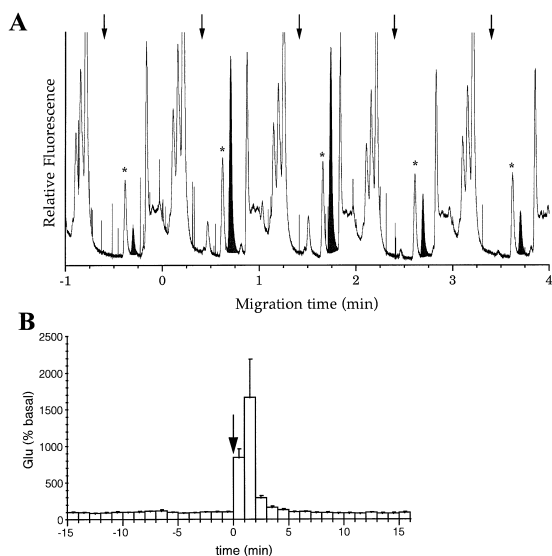 A
Relative Fluorescence
* * * * *
-1 0 1 2 3 4
Migration time (min)
B
Glu (% basal)
2500
2000
1500
1000
500
0
-15 -10 -5 0 5 10 15
time (min)